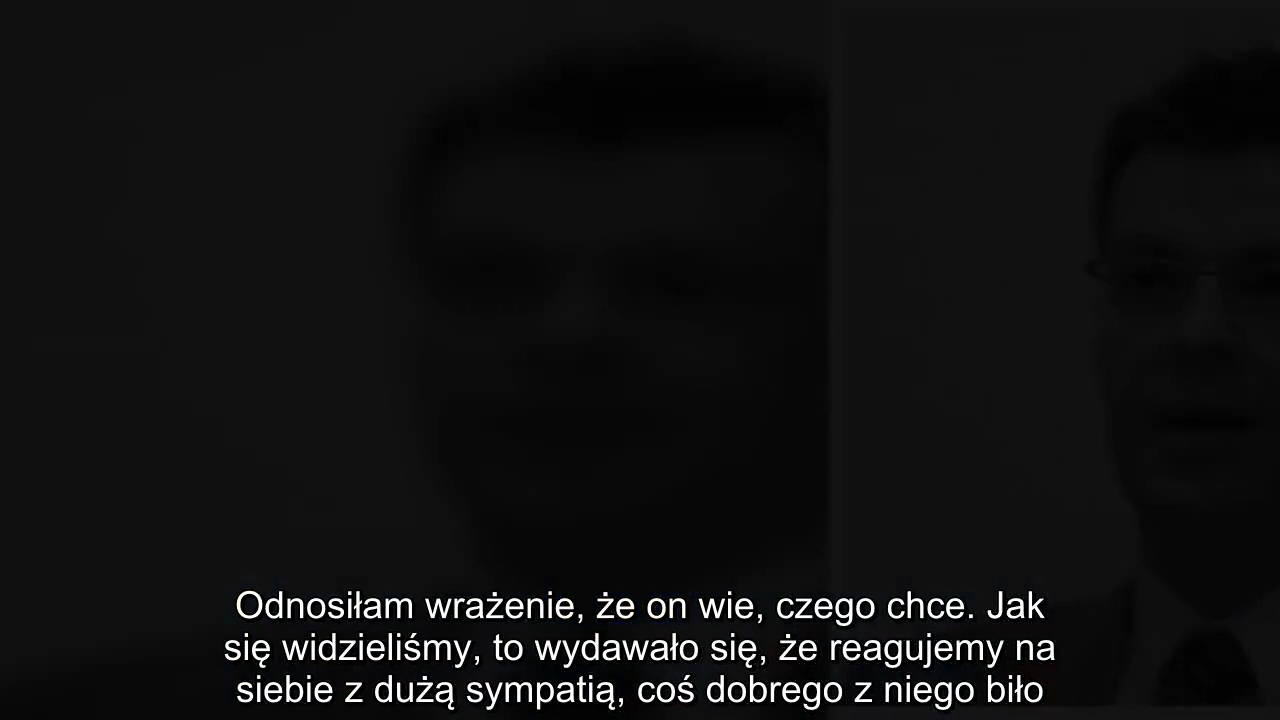 Odnosiłam wrażenie, że on wie, czego chce. Jak
się widzieliśmy, to wydawało się, że reagujemy na
siebie z dużą sympatią, coś dobrego z niego biło